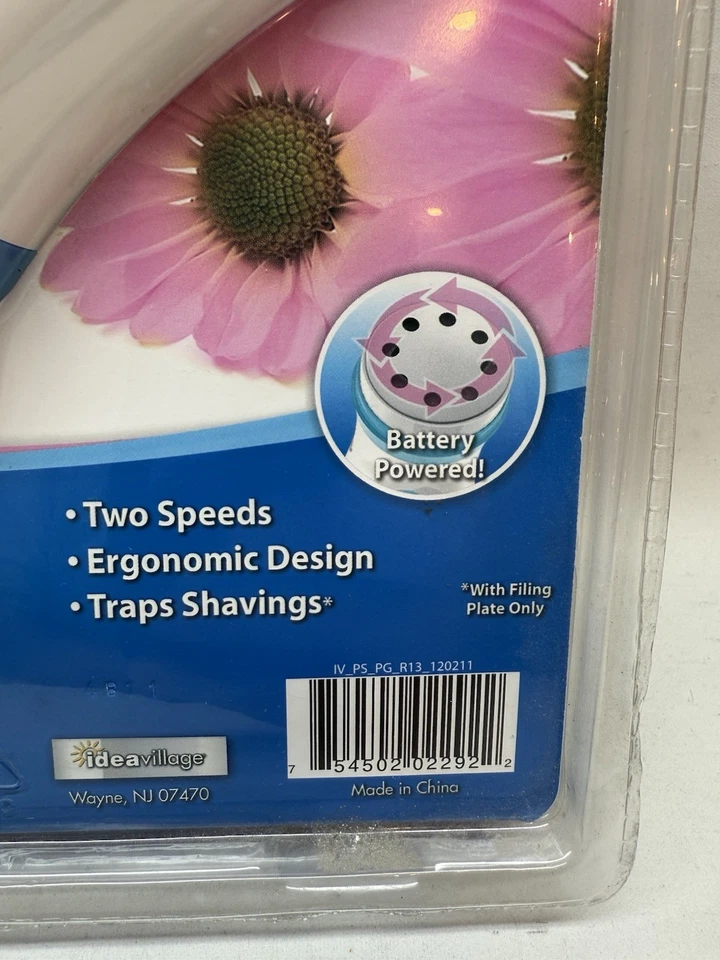 Battery
Powered!
• Two Speeds
• Ergonomic Design
• Traps Shavings*
*With Filing
Plate Only
IV_PS_PG_R13_120211
7 54502 02292 2
ideavillage
Wayne, NJ 07470
Made in China